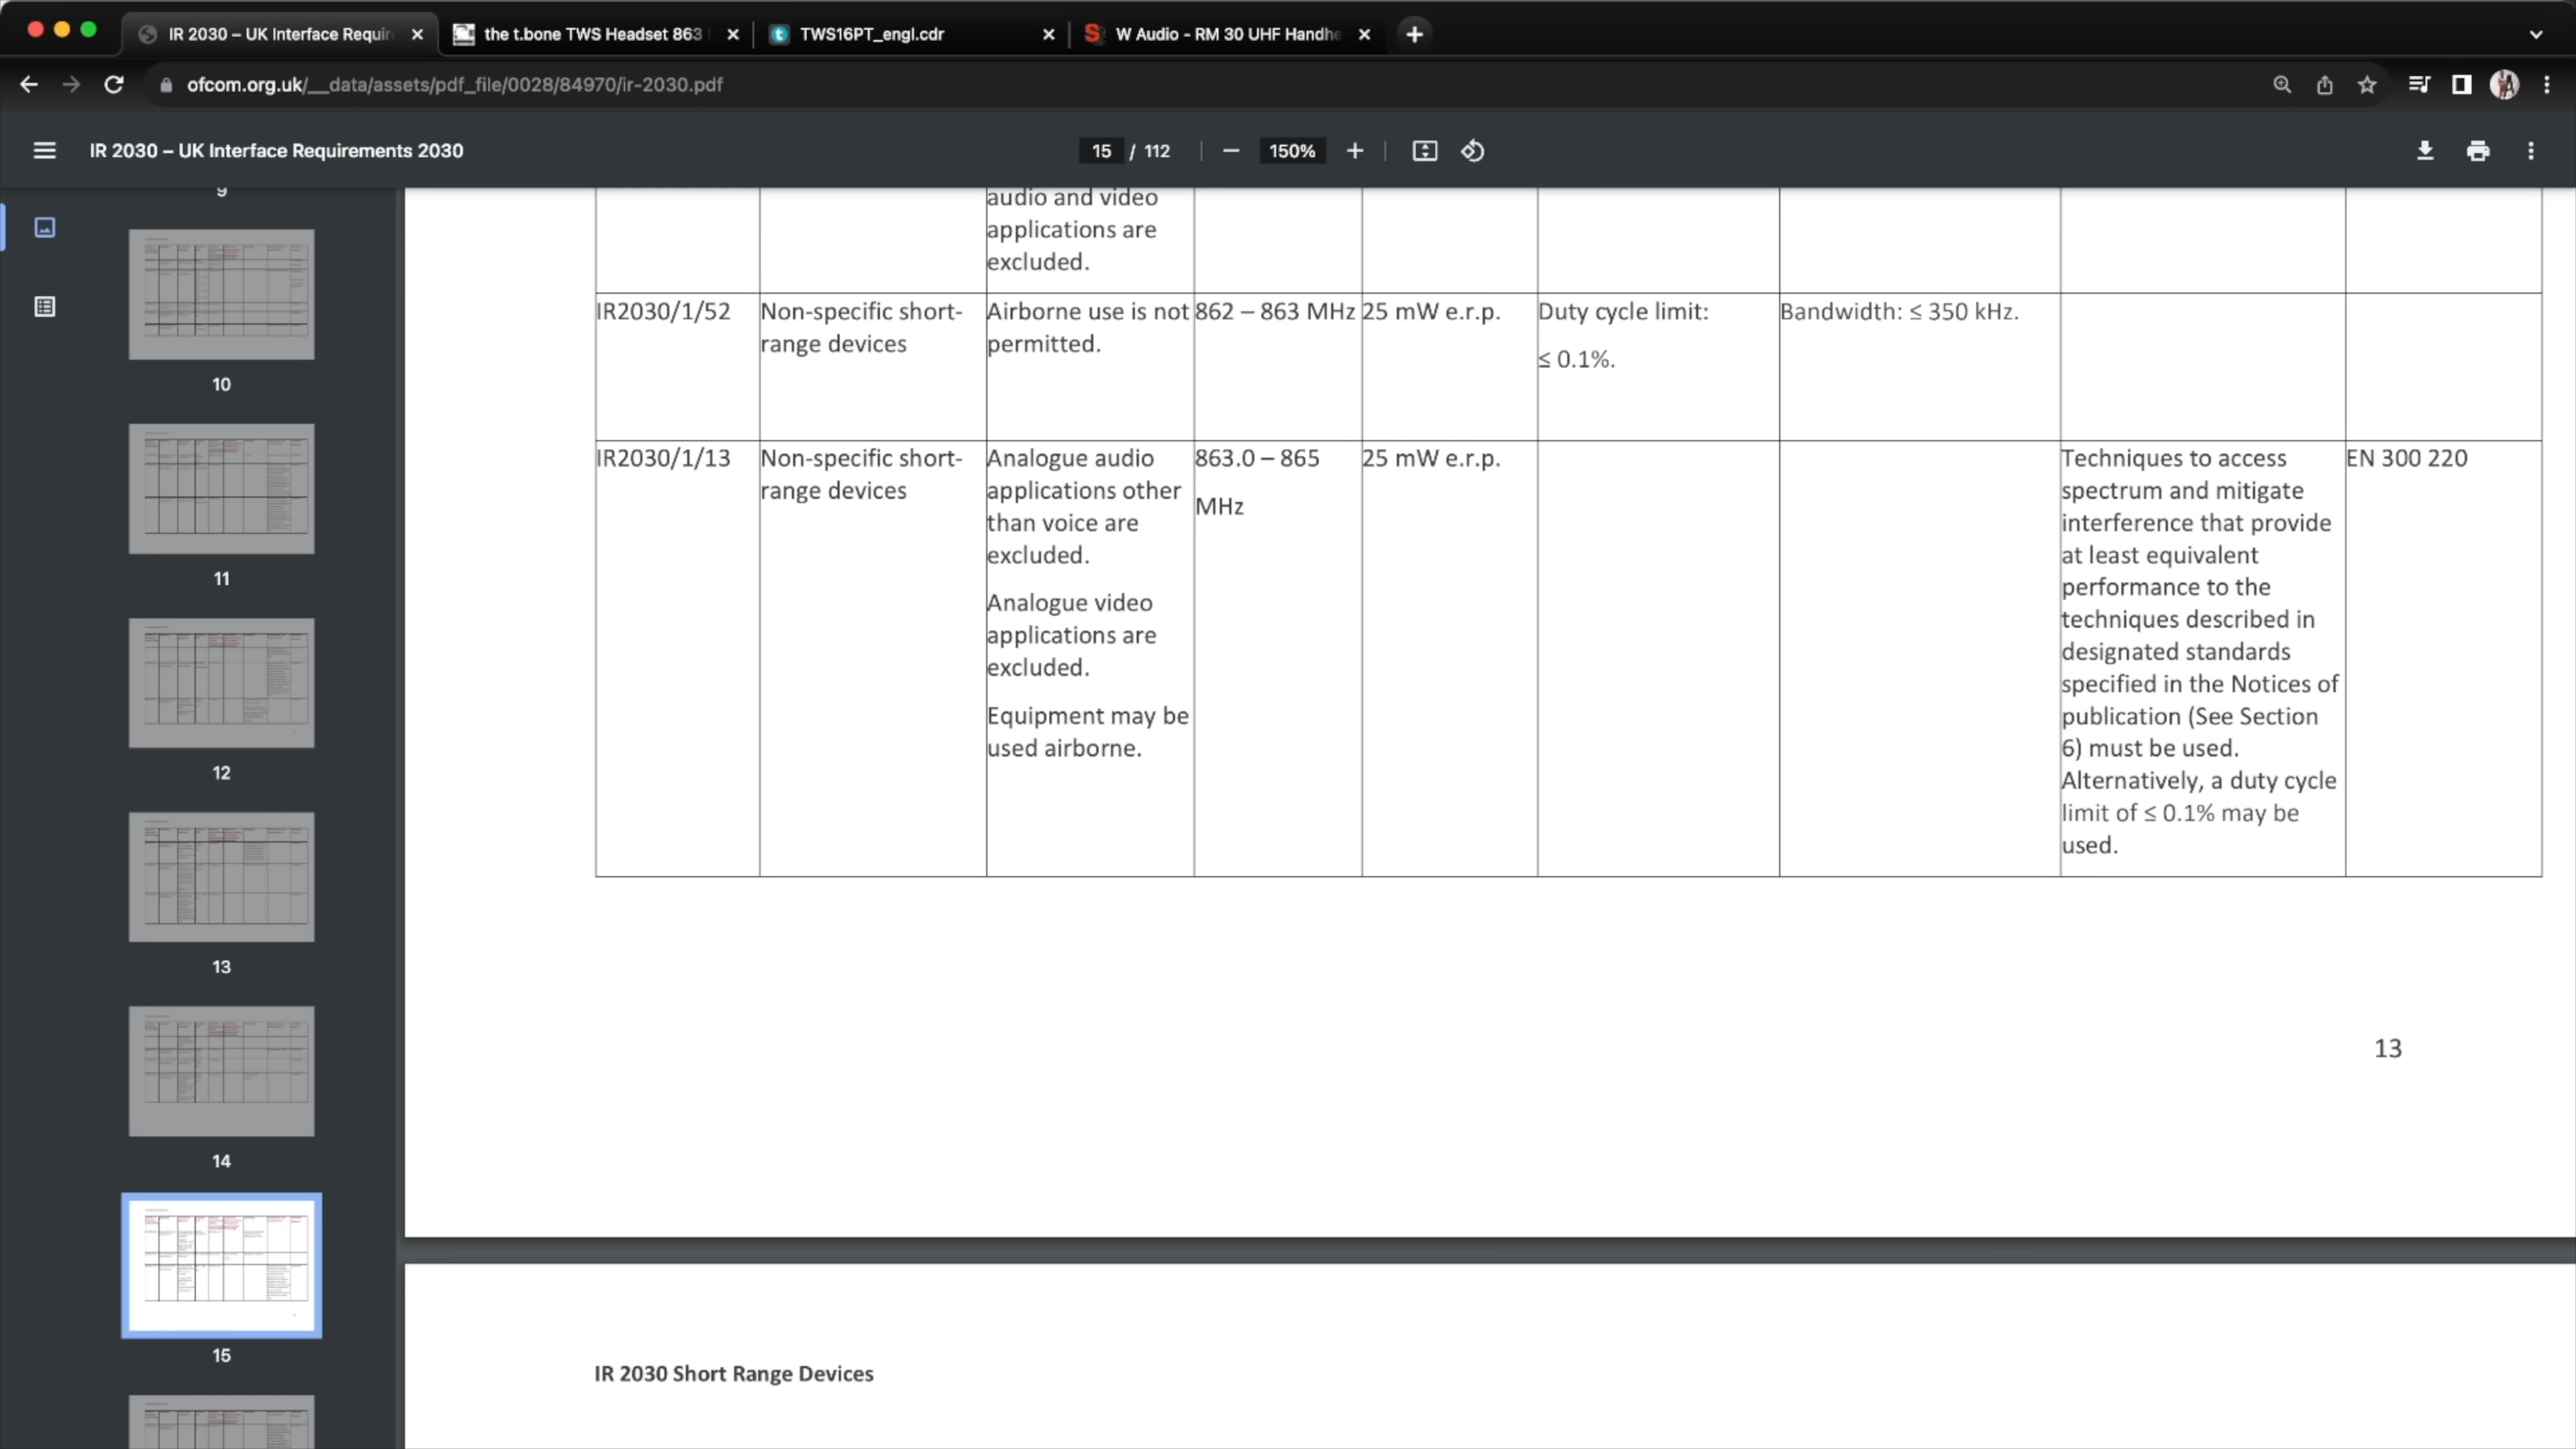 IR 2030 – UK Interface Requir
the t.bone TWS Headset 863
TWS16PT_engl.cdr
W Audio - RM 30 UHF Handhe
ofcom.org.uk/__data/assets/pdf_file/0028/84970/ir-2030.pdf
IR 2030 – UK Interface Requirements 2030
15 / 112
150%
9
10
11
12
13
14
15
audio and video
applications are
excluded.
IR2030/1/52
Non-specific short-
range devices
Airborne use is not
permitted.
862 – 863 MHz
25 mW e.r.p.
Duty cycle limit:
≤ 0.1%.
Bandwidth: ≤ 350 kHz.
IR2030/1/13
Non-specific short-
range devices
Analogue audio
applications other
than voice are
excluded.
Analogue video
applications are
excluded.
Equipment may be
used airborne.
863.0 – 865
MHz
25 mW e.r.p.
Techniques to access
spectrum and mitigate
interference that provide
at least equivalent
performance to the
techniques described in
designated standards
specified in the Notices of
publication (See Section
6) must be used.
Alternatively, a duty cycle
limit of ≤ 0.1% may be
used.
EN 300 220
13
IR 2030 Short Range Devices